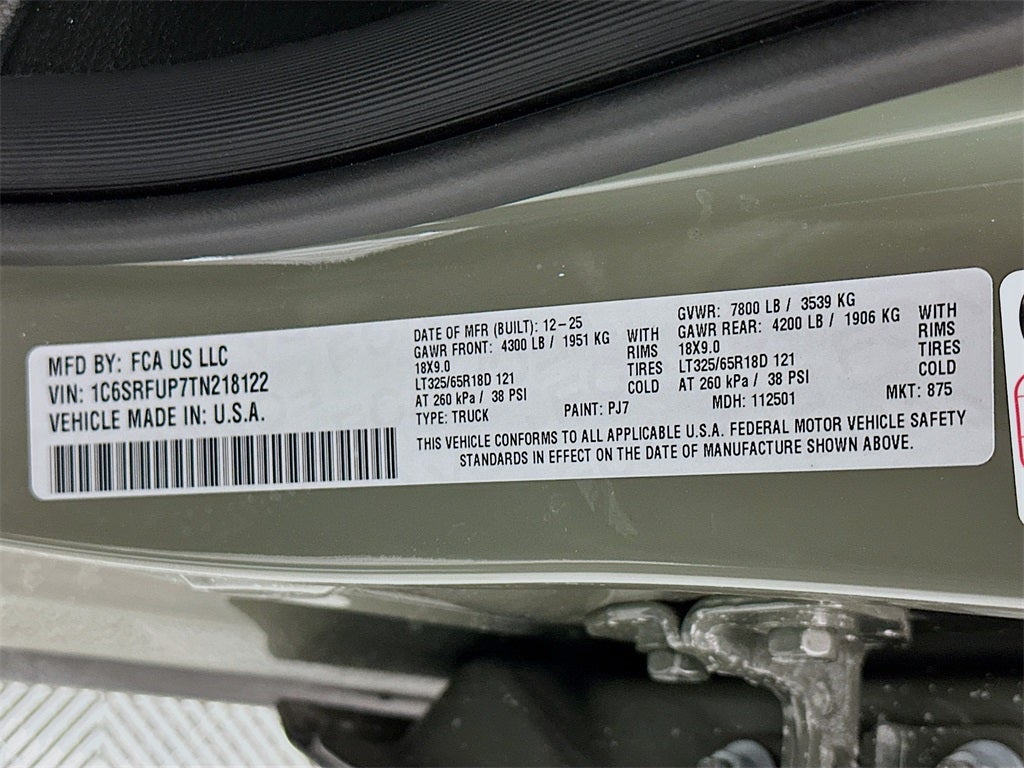 MFD BY: FCA US LLC
VIN: 1C6SRFUP7TN218122
VEHICLE MADE IN: U.S.A.
DATE OF MFR (BUILT): 12-25
GAWR FRONT: 4300 LB / 1951 KG WITH
18X9.0 RIMS
LT325/65R18D 121 TIRES
AT 260 kPa / 38 PSI COLD
TYPE: TRUCK
GVWR: 7800 LB / 3539 KG
GAWR REAR: 4200 LB / 1906 KG WITH
18X9.0 RIMS
LT325/65R18D 121 TIRES
AT 260 kPa / 38 PSI COLD
PAINT: PJ7 MDH: 112501 MKT: 875
THIS VEHICLE CONFORMS TO ALL APPLICABLE U.S.A. FEDERAL MOTOR VEHICLE SAFETY
STANDARDS IN EFFECT ON THE DATE OF MANUFACTURE SHOWN ABOVE.